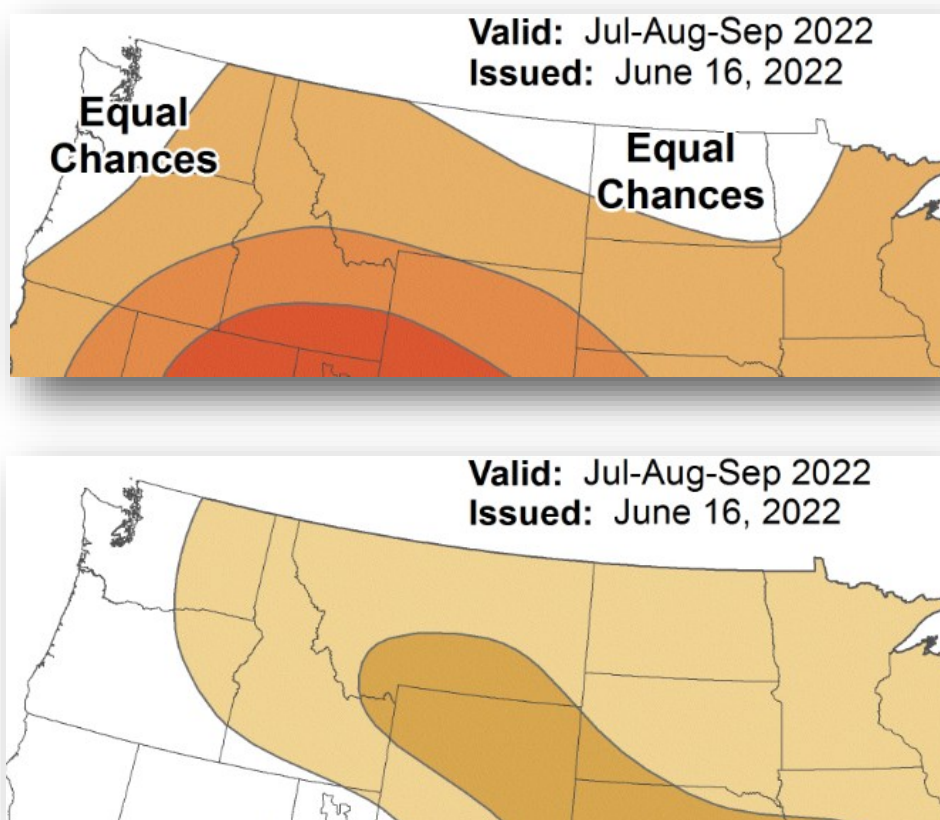 Valid: Jul-Aug-Sep 2022
Issued: June 16, 2022
Equal
Chances
Equal
Chances
Valid: Jul-Aug-Sep 2022
Issued: June 16, 2022